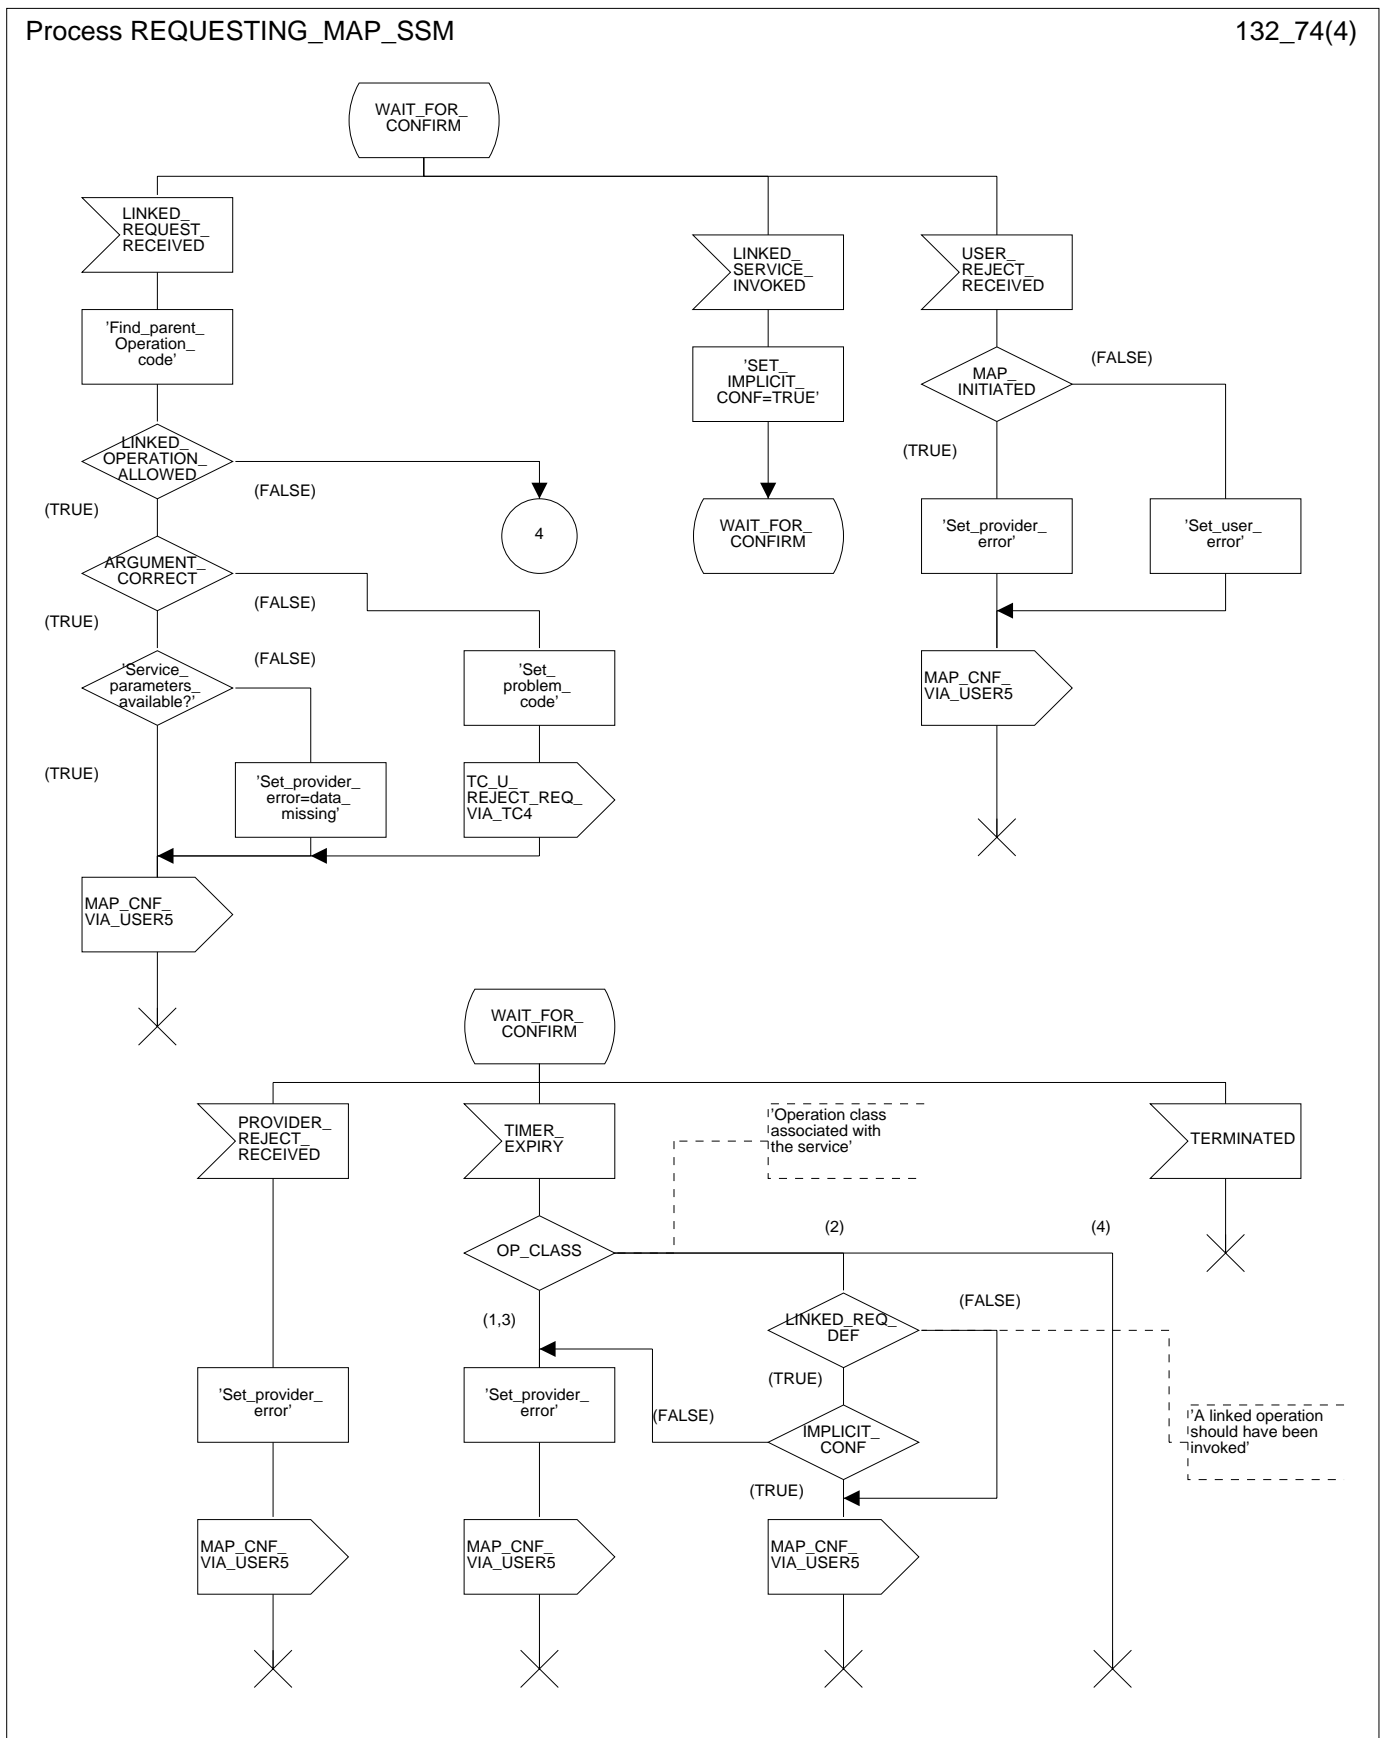 Process REQUESTING_MAP_SSM
132_74(4)
WAIT_FOR_
CONFIRM
LINKED_
REQUEST_
RECEIVED
LINKED_
SERVICE_
INVOKED
USER_
REJECT_
RECEIVED
'Find_parent_
Operation_
code'
'SET_
IMPLICIT_
CONF=TRUE'
MAP_
INITIATED
(FALSE)
(TRUE)
LINKED_
OPERATION_
ALLOWED
(FALSE)
(TRUE)
4
WAIT_FOR_
CONFIRM
'Set_provider_
error'
'Set_user_
error'
ARGUMENT_
CORRECT
(FALSE)
(TRUE)
'Service_
parameters_
available?'
(FALSE)
(TRUE)
'Set_
problem_
code'
MAP_CNF_
VIA_USER5
'Set_provider_
error=data_
missing'
TC_U_
REJECT_REQ_
VIA_TC4
MAP_CNF_
VIA_USER5
WAIT_FOR_
CONFIRM
PROVIDER_
REJECT_
RECEIVED
TIMER_
EXPIRY
'Operation class
associated with
the service'
TERMINATED
OP_CLASS
(2)
(4)
(1,3)
LINKED_REQ_
DEF
(FALSE)
(TRUE)
'Set_provider_
error'
'Set_provider_
error'
(FALSE)
IMPLICIT_
CONF
'A linked operation
should have been
invoked'
(TRUE)
MAP_CNF_
VIA_USER5
MAP_CNF_
VIA_USER5
MAP_CNF_
VIA_USER5